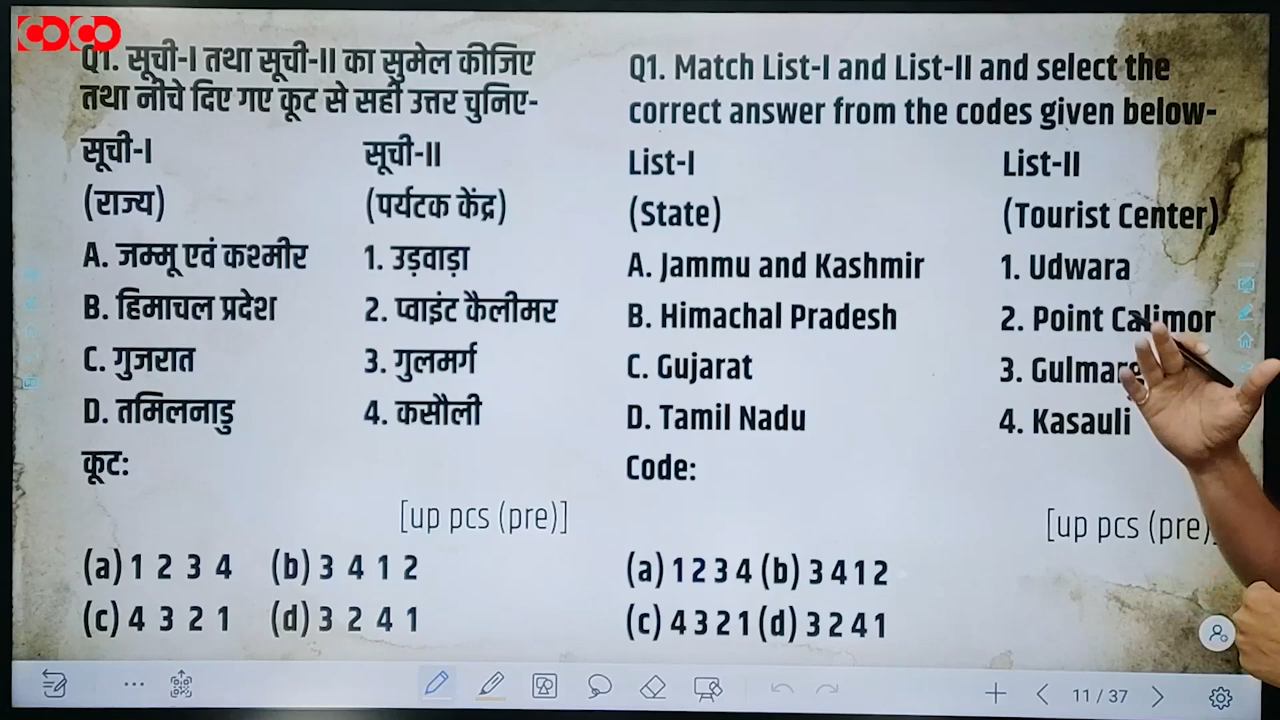 COCO
Q1. सूची-I तथा सूची-II का सुमेल कीजिए
तथा नीचे दिए गए कूट से सही उत्तर चुनिए-
सूची-I सूची-II
(राज्य) (पर्यटक केंद्र)
A. जम्मू एवं कश्मीर 1. उड़वाड़ा
B. हिमाचल प्रदेश 2. प्वाइंट कैलीमर
C. गुजरात 3. गुलमर्ग
D. तमिलनाडु 4. कसौली
कूट:
[up pcs (pre)]
(a) 1 2 3 4 (b) 3 4 1 2
(c) 4 3 2 1 (d) 3 2 4 1
Q1. Match List-I and List-II and select the
correct answer from the codes given below-
List-I List-II
(State) (Tourist Center)
A. Jammu and Kashmir 1. Udwara
B. Himachal Pradesh 2. Point Calimor
C. Gujarat 3. Gulmarg
D. Tamil Nadu 4. Kasauli
Code:
[up pcs (pre)]
(a) 1 2 3 4 (b) 3 4 1 2
(c) 4 3 2 1 (d) 3 2 4 1
11 / 37